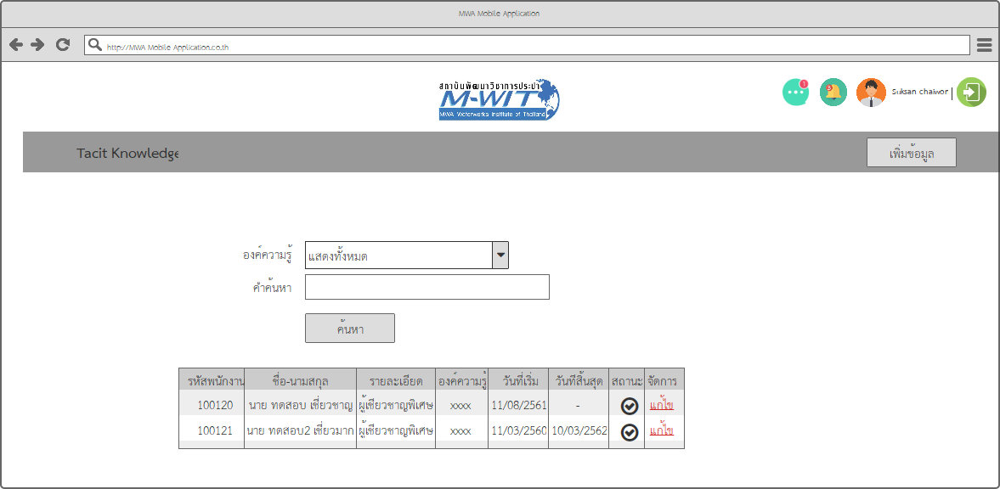 MWA Mobile Application
http://MWA Mobile Application.co.th
สถาบันพัฒนาวิชาการประปา
M-WIT
MWA Waterworks Institute of Thailand
1
3
Suksan chaiwor
Tacit Knowledge
เพิ่มข้อมูล
องค์ความรู้ แสดงทั้งหมด
คำค้นหา
ค้นหา
รหัสพนักงาน ชื่อ-นามสกุล รายละเอียด องค์ความรู้ วันที่เริ่ม วันที่สิ้นสุด สถานะ จัดการ
100120 นาย ทดสอบ เชี่ยวชาญ ผู้เชียวชาญพิเศษ xxxx 11/08/2561 - แก้ไข
100121 นาย ทดสอบ2 เชี่ยวมาก ผู้เชียวชาญพิเศษ xxxx 11/03/2560 10/03/2562 แก้ไข